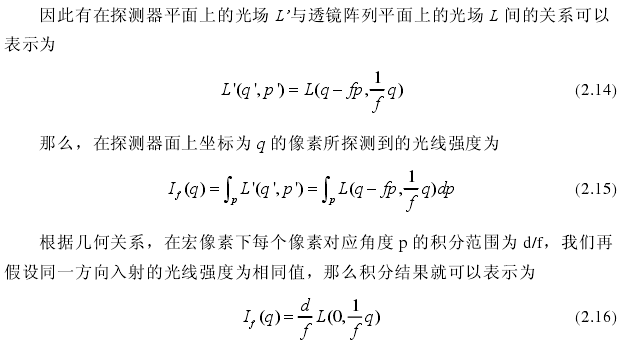 因此有在探测器平面上的光场 L'与透镜阵列平面上的光场 L 间的关系可以
表示为
L'(q',p') = L(q − fp, \frac{1}{f}q) (2.14)
那么，在探测器面上坐标为 q 的像素所探测到的光线强度为
I_f(q) = ∫_p L'(q',p') = ∫_p L(q − fp, \frac{1}{f}q)dp (2.15)
根据几何关系，在宏像素下每个像素对应角度 p 的积分范围为 d/f，我们再
假设同一方向入射的光线强度为相同值，那么积分结果就可以表示为
I_f(q) = \frac{d}{f} L(0, \frac{1}{f}q) (2.16)